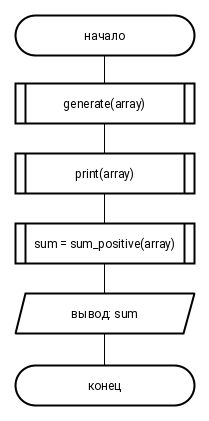 начало
generate(array)
print(array)
sum = sum_positive(array)
вывод: sum
конец